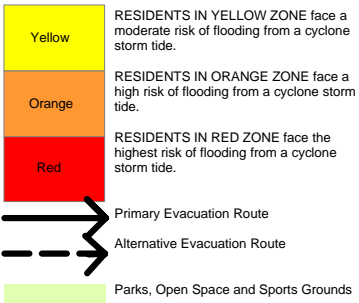 Yellow
RESIDENTS IN YELLOW ZONE face a
moderate risk of flooding from a cyclone
storm tide.
Orange
RESIDENTS IN ORANGE ZONE face a
high risk of flooding from a cyclone storm
tide.
Red
RESIDENTS IN RED ZONE face the
highest risk of flooding from a cyclone
storm tide.
Primary Evacuation Route
Alternative Evacuation Route
Parks, Open Space and Sports Grounds